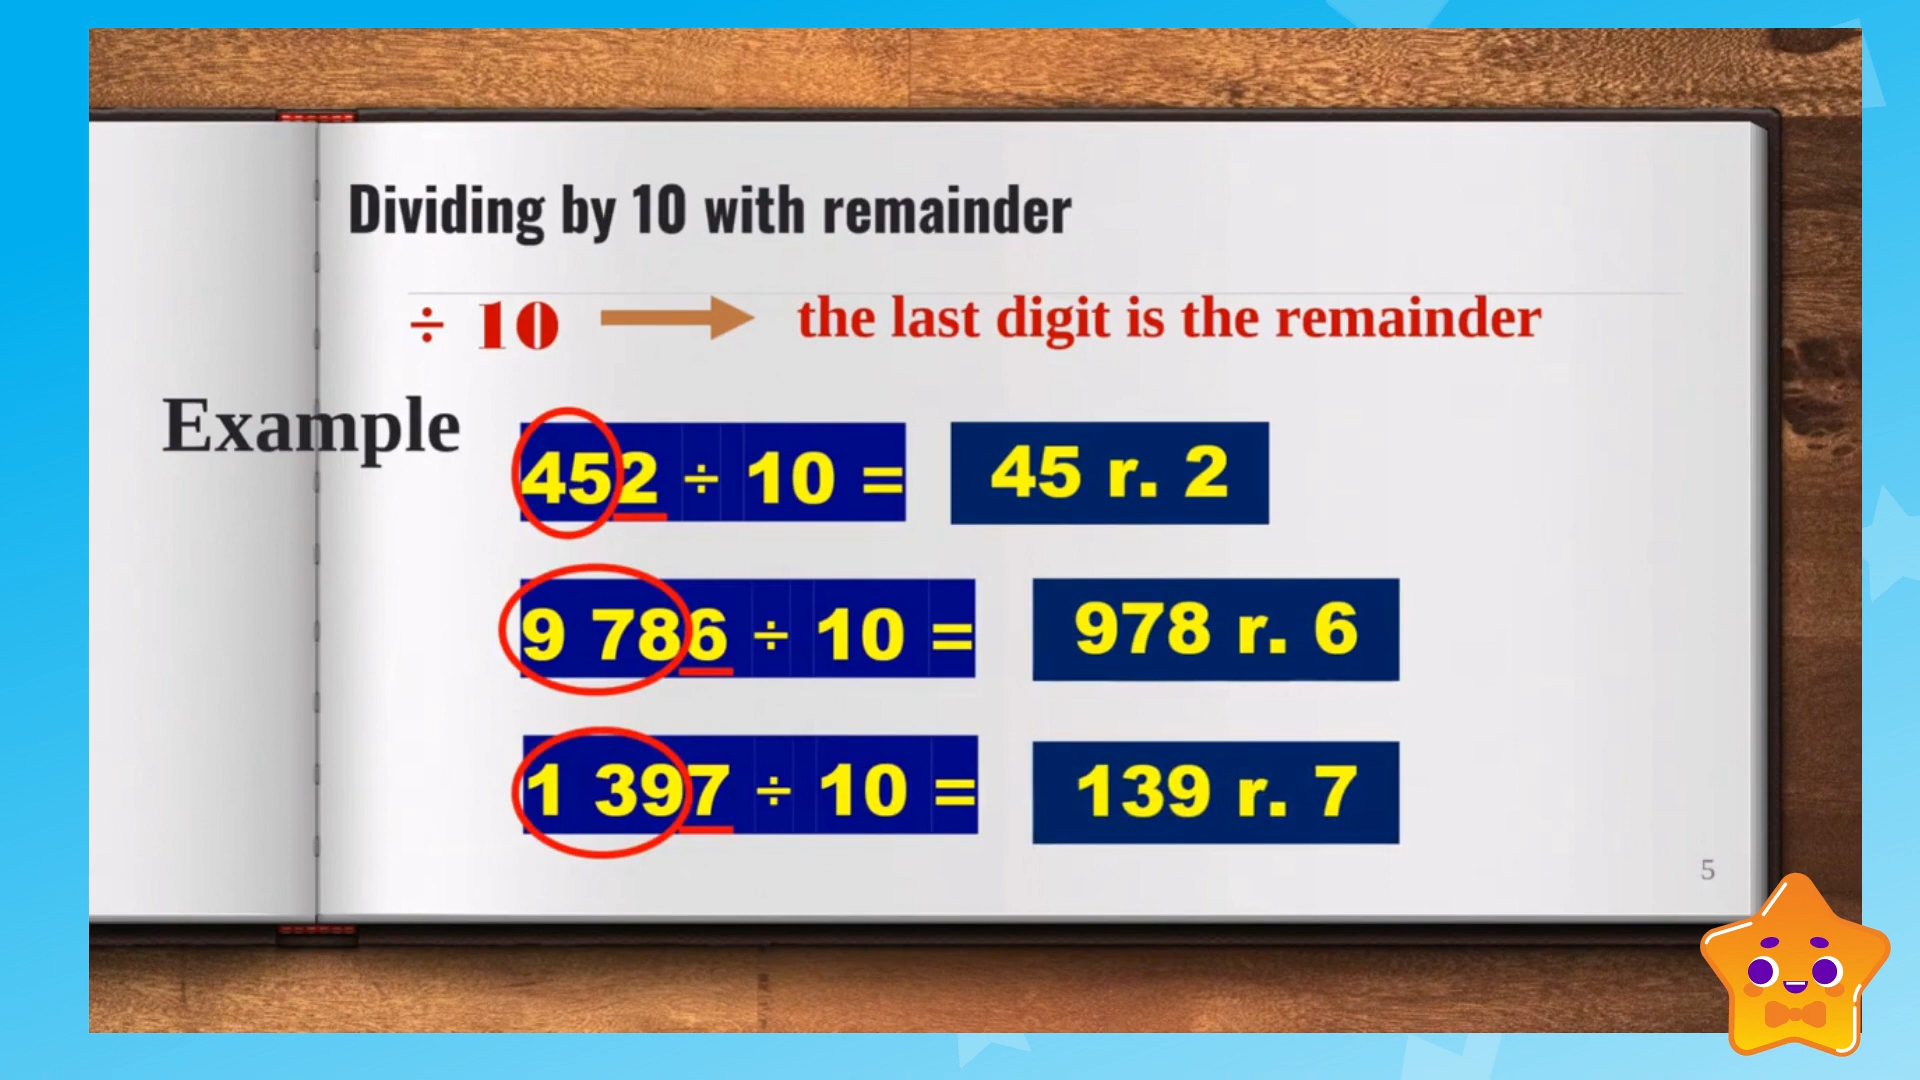 Dividing by 10 with remainder
÷ 10 the last digit is the remainder
Example
452 ÷ 10 = 45 r. 2
9 786 ÷ 10 = 978 r. 6
1 397 ÷ 10 = 139 r. 7
5